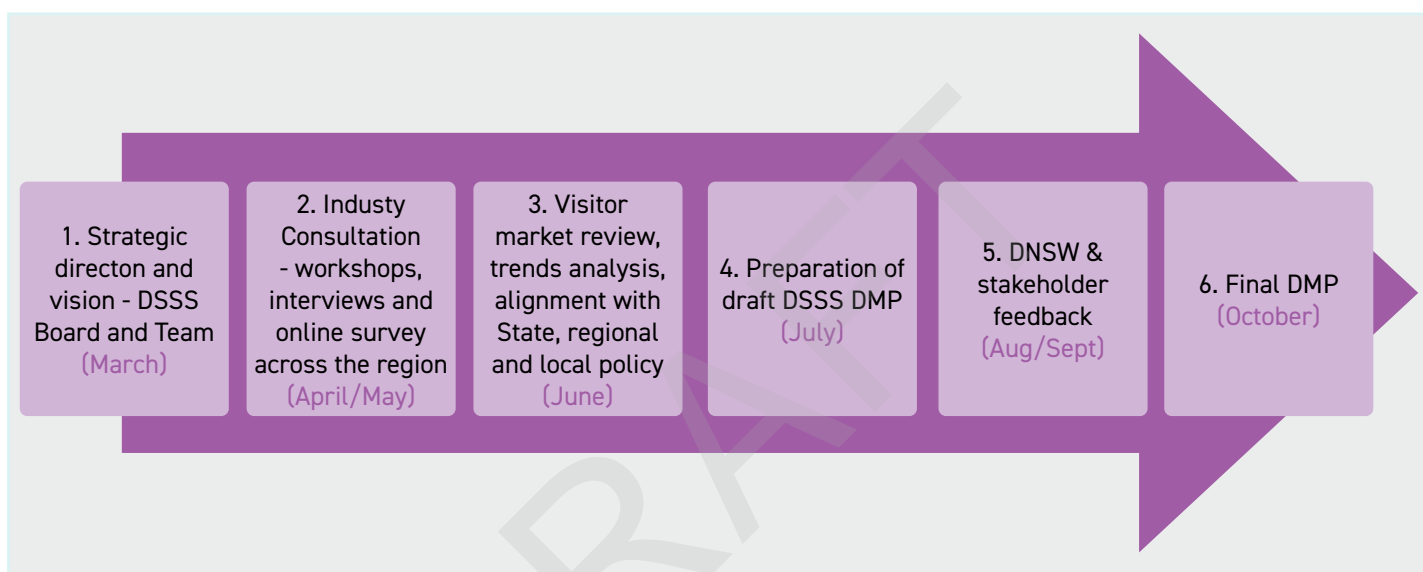 1. Strategic
directon and
vision - DSSS
Board and Team
(March)
2. Industy
Consultation
- workshops,
interviews and
online survey
across the region
(April/May)
3. Visitor
market review,
trends analysis,
alignment with
State, regional
and local policy
(June)
4. Preparation of
draft DSSS DMP
(July)
5. DNSW &
stakeholder
feedback
(Aug/Sept)
6. Final DMP
(October)
RAFT